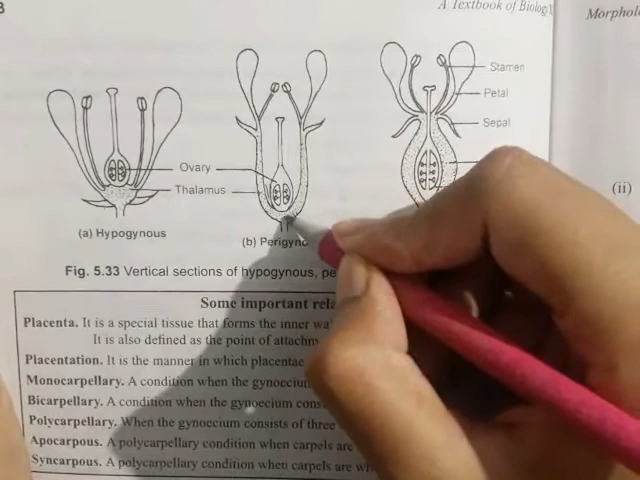 A Textbook of Biology
Morphol
Stamen
Petal
Sepal
Ovary
Thalamus
(ii)
(a) Hypogynous
(b) Perigyno
Fig. 5.33 Vertical sections of hypogynous, pe
Some important rela
Placenta. It is a special tissue that forms the inner wa
It is also defined as the point of attachm
Placentation. It is the manner in which placentae
Monocarpellary. A condition when the gynoecium
Bicarpellary. A condition when the gynoecium cons
Polycarpellary. When the gynoecium consists of three
Apocarpous. A polycarpellary condition when carpels are
Syncarpous. A polycarpellary condition when carpels are